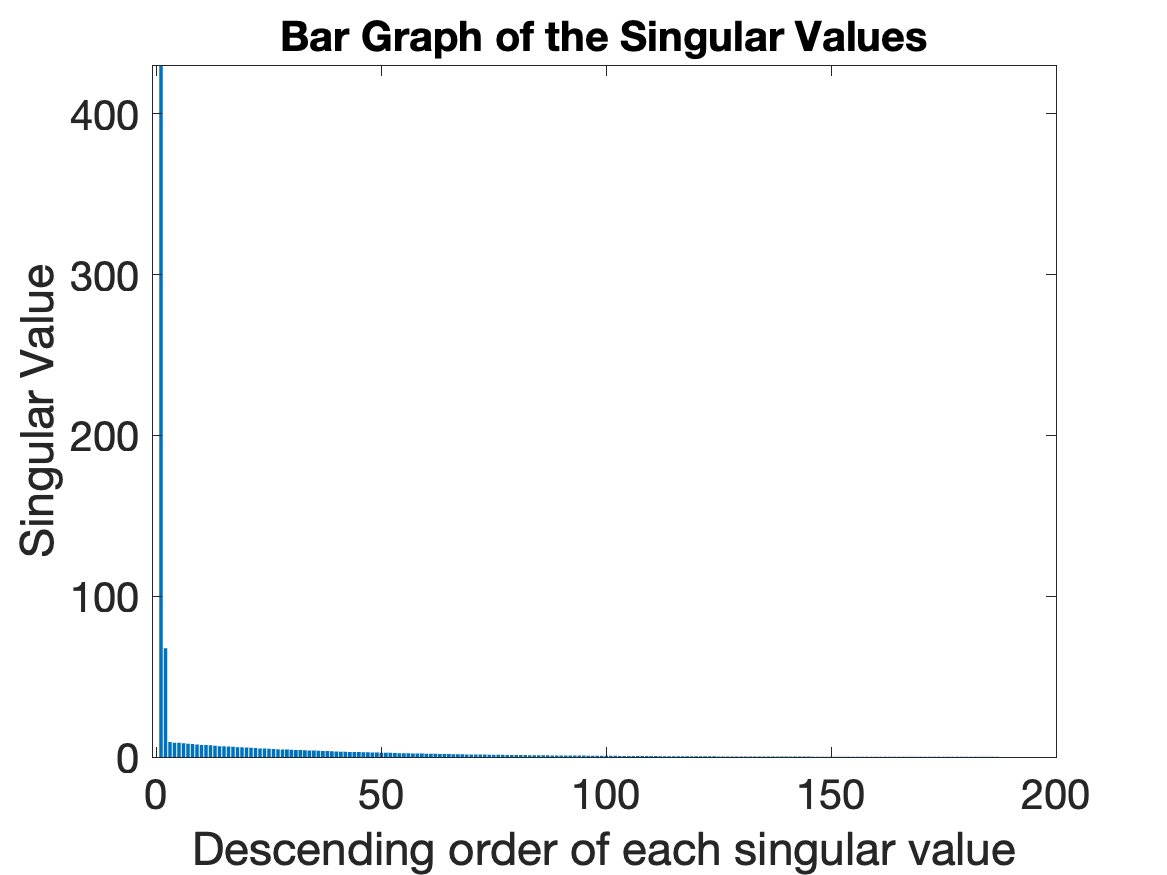 Bar Graph of the Singular Values
400
300
200
100
0
Singular Value
0 50 100 150 200
Descending order of each singular value